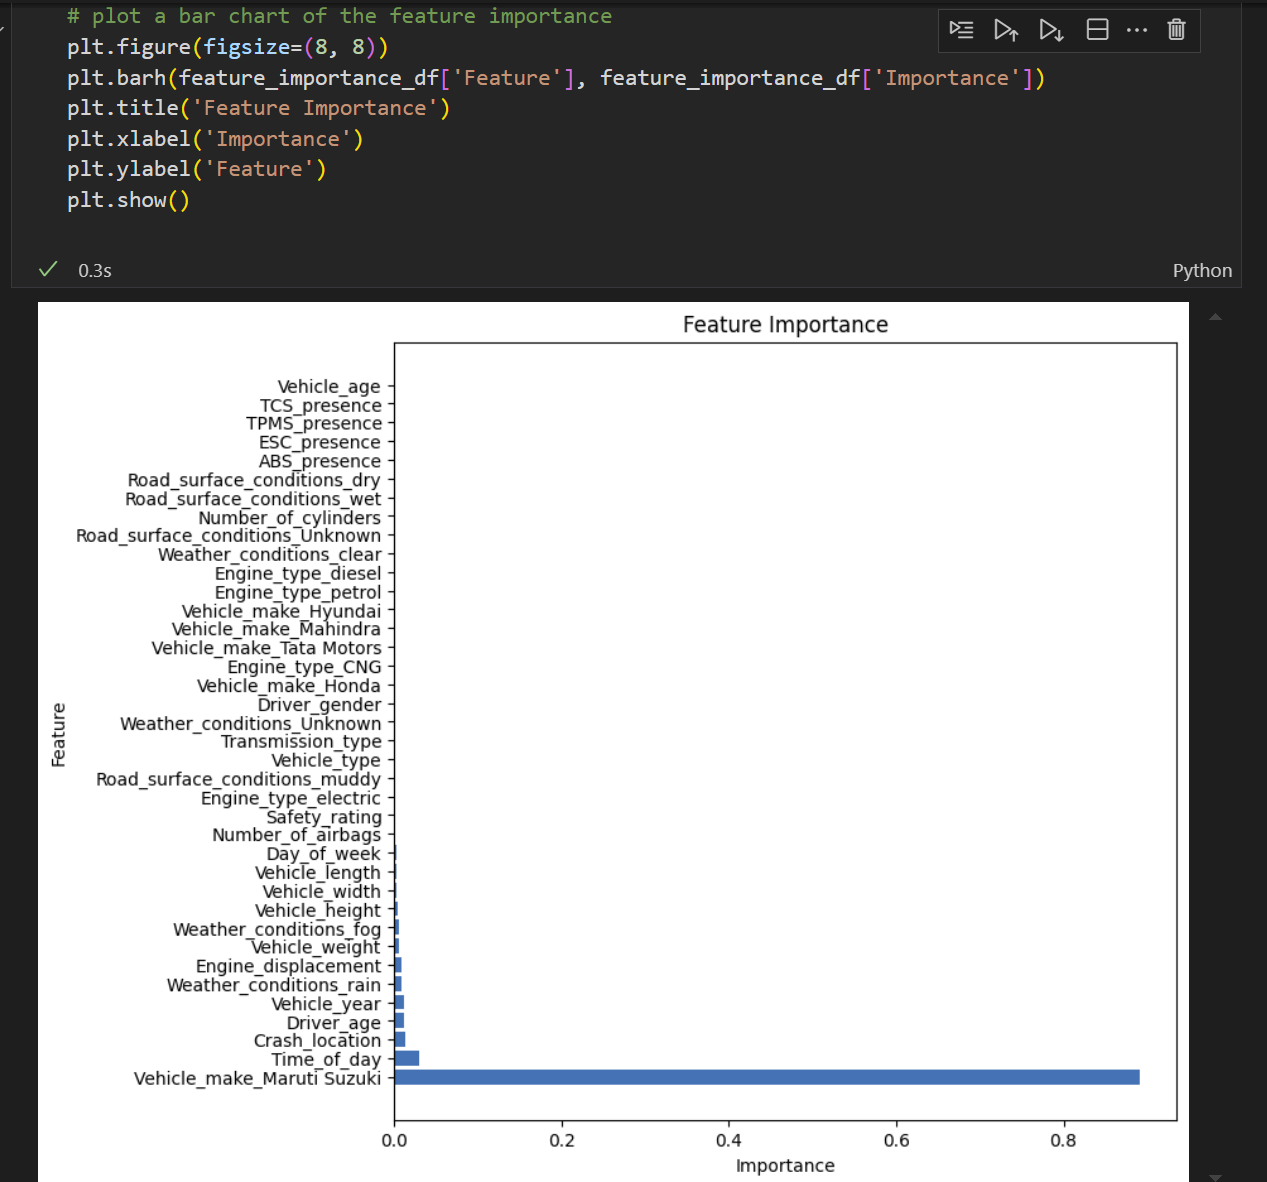 # plot a bar chart of the feature importance
plt.figure(figsize=(8, 8))
plt.barh(feature_importance_df['Feature'], feature_importance_df['Importance'])
plt.title('Feature Importance')
plt.xlabel('Importance')
plt.ylabel('Feature')
plt.show()
0.3s
Python
Feature Importance
Vehicle_age
TCS_presence
TPMS_presence
ESC_presence
ABS_presence
Road_surface_conditions_dry
Road_surface_conditions_wet
Number_of_cylinders
Road_surface_conditions_Unknown
Weather_conditions_clear
Engine_type_diesel
Engine_type_petrol
Vehicle_make_Hyundai
Vehicle_make_Mahindra
Vehicle_make_Tata Motors
Engine_type_CNG
Vehicle_make_Honda
Driver_gender
Weather_conditions_Unknown
Transmission_type
Vehicle_type
Road_surface_conditions_muddy
Engine_type_electric
Safety_rating
Number_of_airbags
Day_of_week
Vehicle_length
Vehicle_width
Vehicle_height
Weather_conditions_fog
Vehicle_weight
Engine_displacement
Weather_conditions_rain
Vehicle_year
Driver_age
Crash_location
Time_of_day
Vehicle_make_Maruti Suzuki
Feature
0.0 0.2 0.4 0.6 0.8
Importance